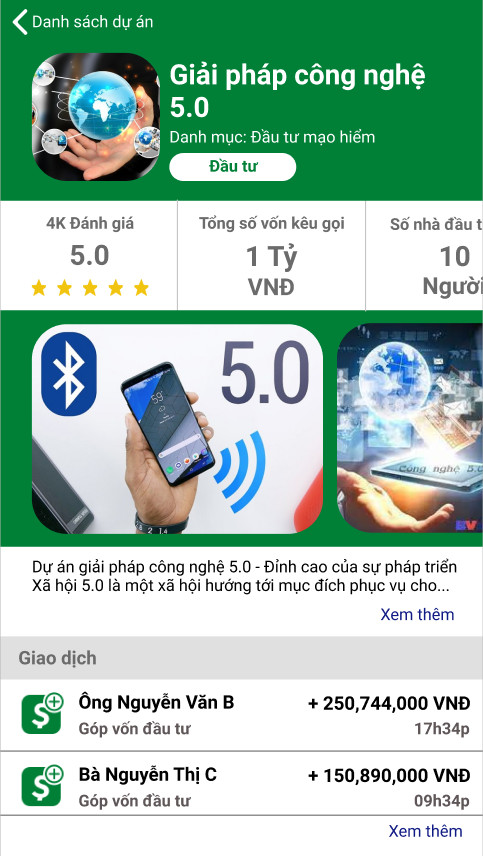 Danh sách dự án
Giải pháp công nghệ
5.0
Danh mục: Đầu tư mạo hiểm
Đầu tư
4K Đánh giá
5.0
Tổng số vốn kêu gọi
1 Tỷ
VNĐ
Số nhà đầu t
10
Người
5.0
Công nghệ 5.0
Dự án giải pháp công nghệ 5.0 - Đỉnh cao của sự pháp triển
Xã hội 5.0 là một xã hội hướng tới mục đích phục vụ cho...
Xem thêm
Giao dịch
Ông Nguyễn Văn B
+ 250,744,000 VNĐ
Góp vốn đầu tư
17h34p
Bà Nguyễn Thị C
+ 150,890,000 VNĐ
Góp vốn đầu tư
09h34p
Xem thêm